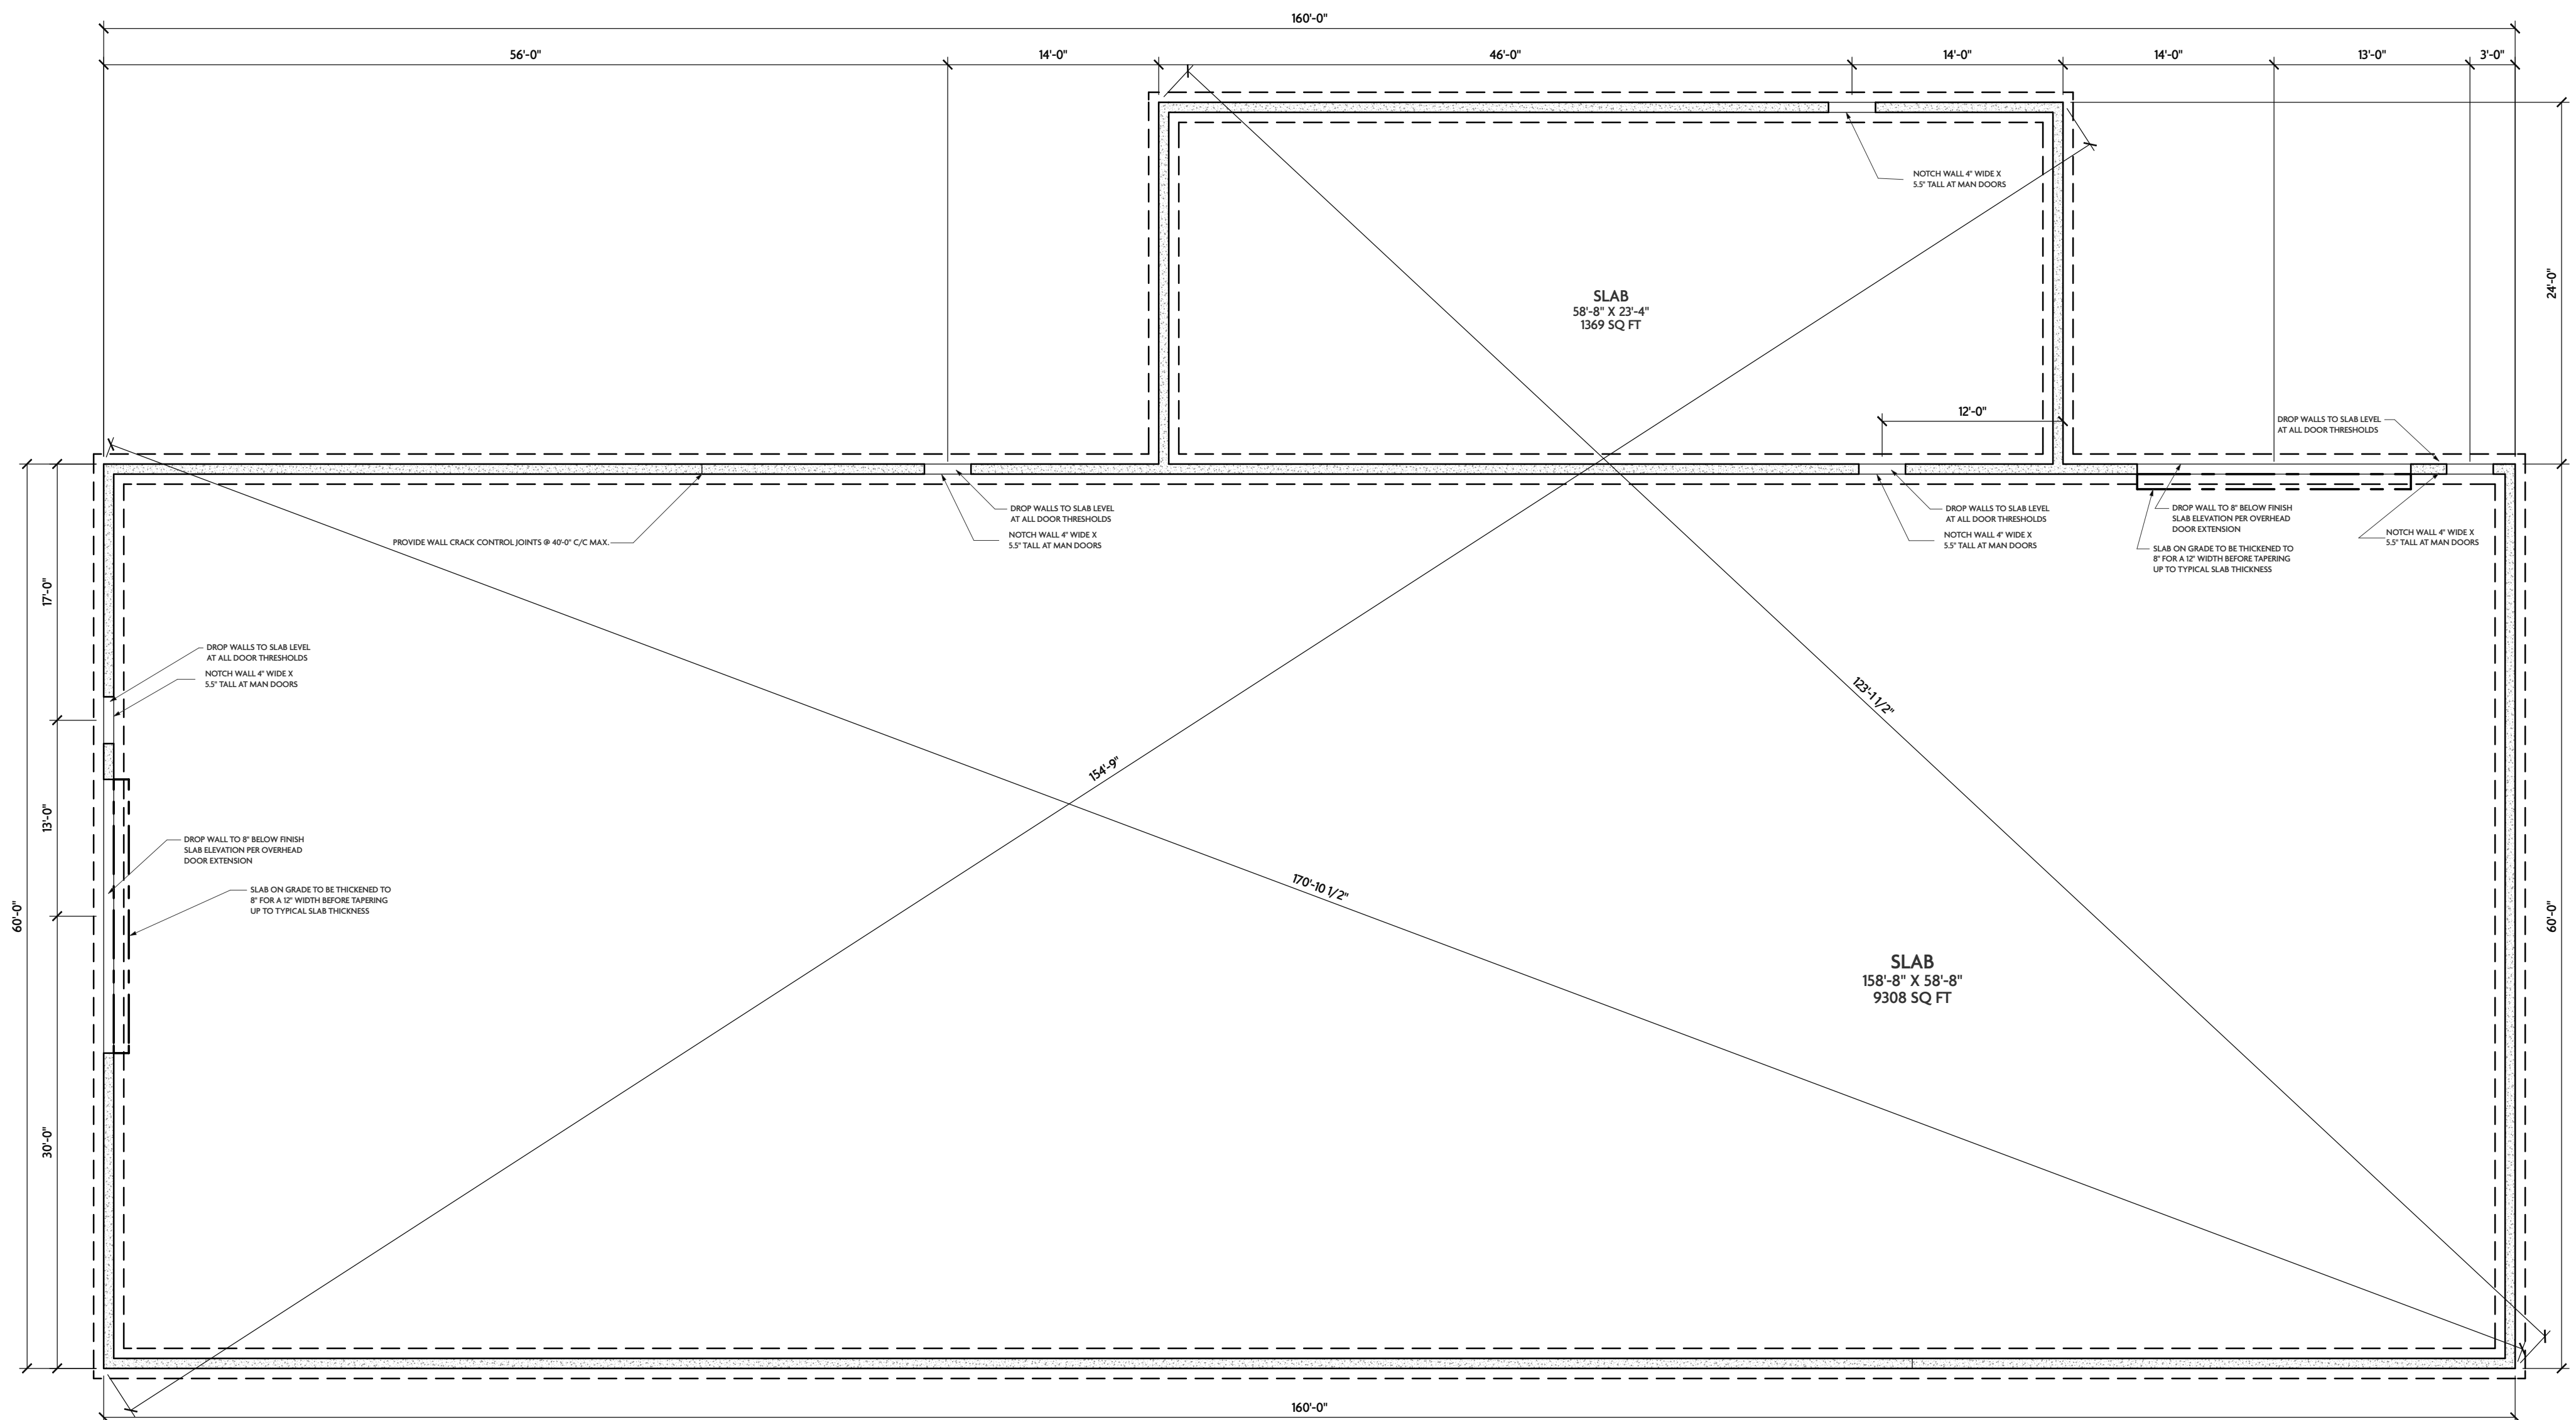 160'-0"
56'-0"
14'-0"
46'-0"
14'-0"
14'-0"
13'-0"
3'-0"
NOTCH WALL 4" WIDE X
5.5" TALL AT MAN DOORS
24'-0"
SLAB
58'-8" X 23'-4"
1369 SQ FT
12'-0"
DROP WALLS TO SLAB LEVEL
AT ALL DOOR THRESHOLDS
PROVIDE WALL CRACK CONTROL JOINTS @ 40'-0" C/C MAX.
DROP WALLS TO SLAB LEVEL
AT ALL DOOR THRESHOLDS
NOTCH WALL 4" WIDE X
5.5" TALL AT MAN DOORS
DROP WALLS TO SLAB LEVEL
AT ALL DOOR THRESHOLDS
NOTCH WALL 4" WIDE X
5.5" TALL AT MAN DOORS
DROP WALL TO 8" BELOW FINISH
SLAB ELEVATION PER OVERHEAD
DOOR EXTENSION
SLAB ON GRADE TO BE THICKENED TO
8" FOR A 12" WIDTH BEFORE TAPERING
UP TO TYPICAL SLAB THICKNESS
NOTCH WALL 4" WIDE X
5.5" TALL AT MAN DOORS
17'-0"
DROP WALLS TO SLAB LEVEL
AT ALL DOOR THRESHOLDS
NOTCH WALL 4" WIDE X
5.5" TALL AT MAN DOORS
123'-1 1/2"
154'-9"
13'-0"
DROP WALL TO 8" BELOW FINISH
SLAB ELEVATION PER OVERHEAD
DOOR EXTENSION
SLAB ON GRADE TO BE THICKENED TO
8" FOR A 12" WIDTH BEFORE TAPERING
UP TO TYPICAL SLAB THICKNESS
170'-10 1/2"
60'-0"
60'-0"
SLAB
158'-8" X 58'-8"
9308 SQ FT
30'-0"
160'-0"